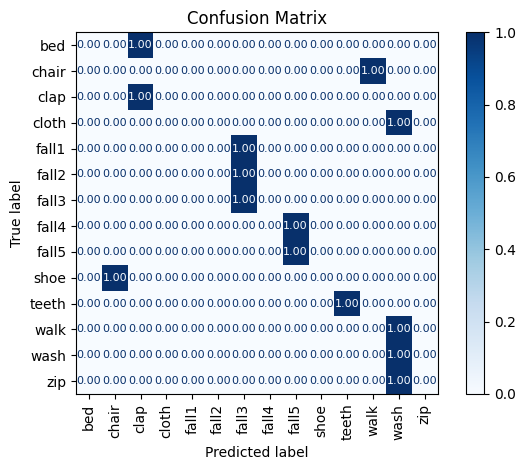 Confusion Matrix
bed 0.00 0.00 1.00 0.00 0.00 0.00 0.00 0.00 0.00 0.00 0.00 0.00 0.00 0.00
chair 0.00 0.00 0.00 0.00 0.00 0.00 0.00 0.00 0.00 0.00 0.00 1.00 0.00 0.00
clap 0.00 0.00 1.00 0.00 0.00 0.00 0.00 0.00 0.00 0.00 0.00 0.00 0.00 0.00
cloth 0.00 0.00 0.00 0.00 0.00 0.00 0.00 0.00 0.00 0.00 0.00 0.00 1.00 0.00
fall1 0.00 0.00 0.00 0.00 0.00 0.00 1.00 0.00 0.00 0.00 0.00 0.00 0.00 0.00
fall2 0.00 0.00 0.00 0.00 0.00 0.00 1.00 0.00 0.00 0.00 0.00 0.00 0.00 0.00
fall3 0.00 0.00 0.00 0.00 0.00 0.00 1.00 0.00 0.00 0.00 0.00 0.00 0.00 0.00
fall4 0.00 0.00 0.00 0.00 0.00 0.00 0.00 0.00 1.00 0.00 0.00 0.00 0.00 0.00
fall5 0.00 0.00 0.00 0.00 0.00 0.00 0.00 0.00 1.00 0.00 0.00 0.00 0.00 0.00
shoe 0.00 1.00 0.00 0.00 0.00 0.00 0.00 0.00 0.00 0.00 0.00 0.00 0.00 0.00
teeth 0.00 0.00 0.00 0.00 0.00 0.00 0.00 0.00 0.00 0.00 1.00 0.00 0.00 0.00
walk 0.00 0.00 0.00 0.00 0.00 0.00 0.00 0.00 0.00 0.00 0.00 0.00 1.00 0.00
wash 0.00 0.00 0.00 0.00 0.00 0.00 0.00 0.00 0.00 0.00 0.00 0.00 1.00 0.00
zip 0.00 0.00 0.00 0.00 0.00 0.00 0.00 0.00 0.00 0.00 0.00 0.00 1.00 0.00
bed chair clap cloth fall1 fall2 fall3 fall4 fall5 shoe teeth walk wash zip
Predicted label
True label
1.0
0.8
0.6
0.4
0.2
0.0